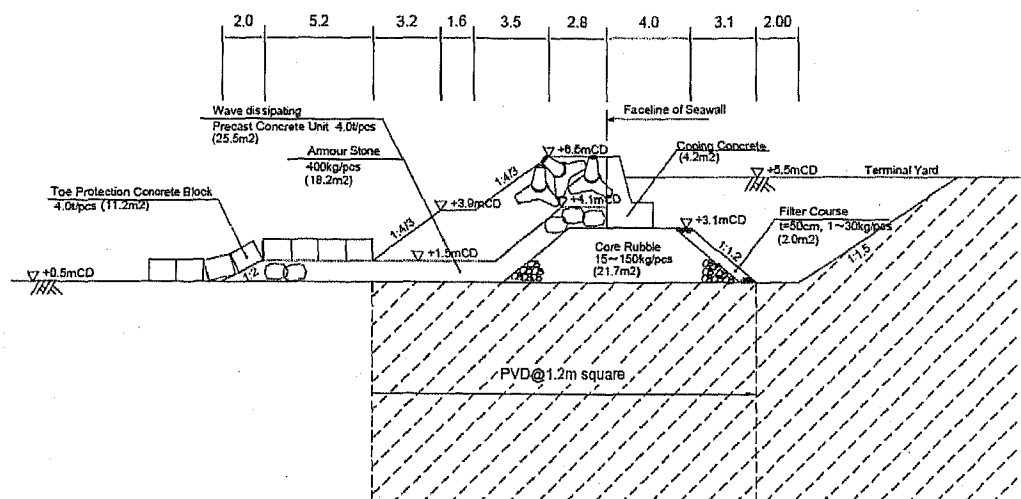 2.0 5.2 3.2 1.6 3.5 2.8 4.0 3.1 2.00
Wave dissipating
Precast Concrete Unit 4.0t/pcs
(25.5m2)
Faceline of Seawall
Armour Stone
400kg/pcs
(18.2m2)
+6.5mCD
Coping Concrete
(4.2m2)
1:4/3
+5.5mCD
Terminal Yard
Toe Protection Concrete Block
4.0t/pcs (11.2m2)
+3.9mCD
+4.1mCD
+3.1mCD
Filter Course
t=50cm, 1~30kg/pcs
(2.0m2)
1:4/3
+1.5mCD
Core Rubble
15~150kg/pcs
(21.7m2)
1:1.2
1:1.5
+0.5mCD
1:2
PVD@1.2m square